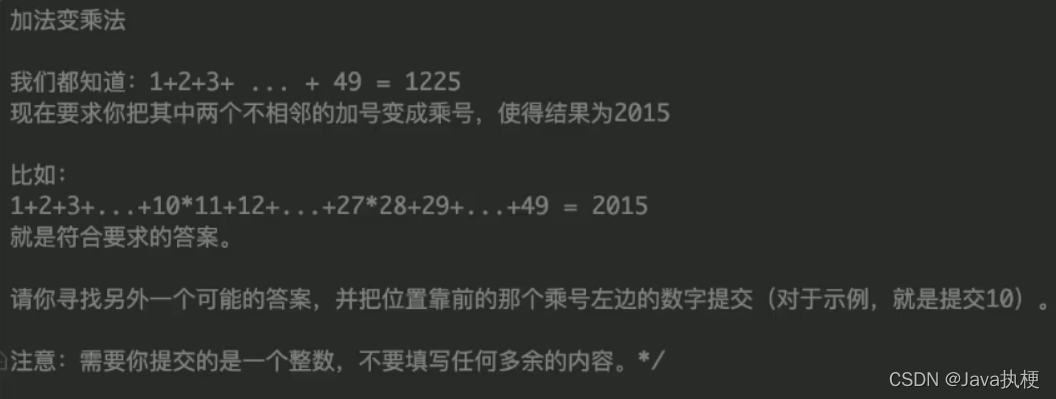 加法变乘法
我们都知道：1+2+3+ ... + 49 = 1225
现在要求你把其中两个不相邻的加号变成乘号，使得结果为2015
比如：
1+2+3+...+10*11+12+...+27*28+29+...+49 = 2015
就是符合要求的答案。
请你寻找另外一个可能的答案，并把位置靠前的那个乘号左边的数字提交（对于示例，就是提交10）。
注意：需要你提交的是一个整数，不要填写任何多余的内容。*/
CSDN @Java执梗